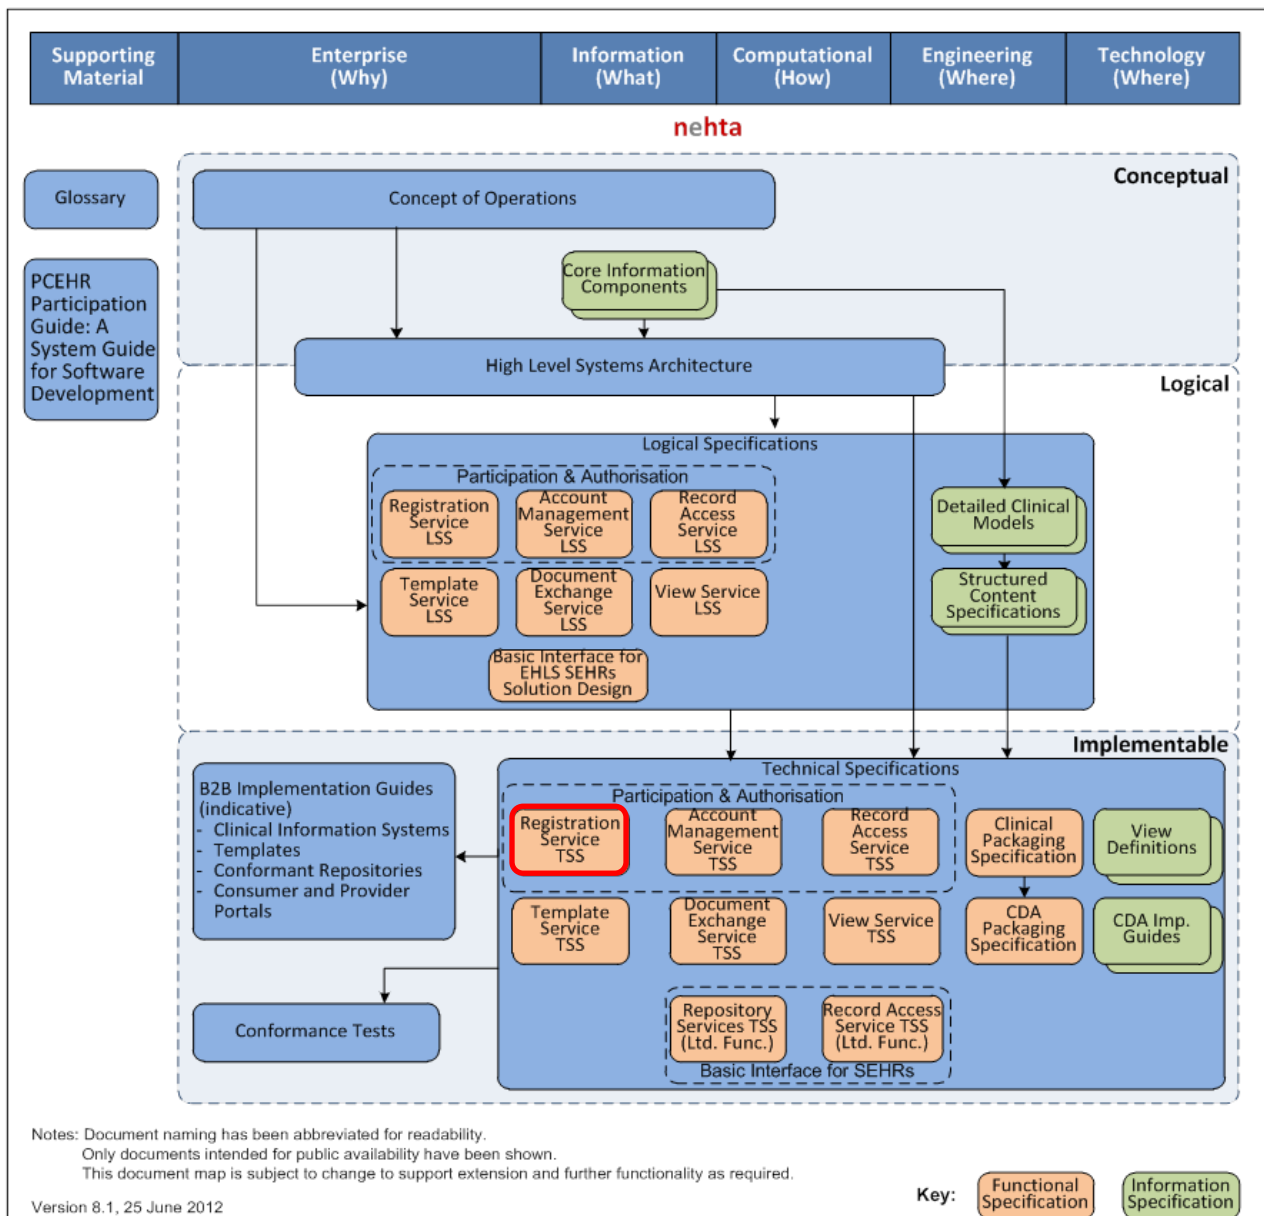 Supporting
Material
Enterprise
(Why)
Information
(What)
Computational
(How)
Engineering
(Where)
Technology
(Where)
nehta
Conceptual
Glossary
Concept of Operations
PCEHR
Participation
Guide: A
System Guide
for Software
Development
Core Information
Components
High Level Systems Architecture
Logical
Logical Specifications
Participation & Authorisation
Registration
Service
LSS
Account
Management
Service
LSS
Record
Access
Service
LSS
Detailed Clinical
Models
Template
Service
LSS
Document
Exchange
Service
LSS
View Service
LSS
Structured
Content
Specifications
Basic Interface for
EHLS SEHRs
Solution Design
Implementable
Technical Specifications
B2B Implementation Guides
(indicative)
- Clinical Information Systems
- Templates
- Conformant Repositories
- Consumer and Provider
Portals
Participation & Authorisation
Registration
Service
TSS
Account
Management
Service
TSS
Record
Access
Service
TSS
Clinical
Packaging
Specification
View
Definitions
Template
Service
TSS
Document
Exchange
Service
TSS
View Service
TSS
CDA
Packaging
Specification
CDA Imp.
Guides
Conformance Tests
Repository
Services TSS
(Ltd. Func.)
Record Access
Service TSS
(Ltd. Func.)
Basic Interface for SEHRs
Notes: Document naming has been abbreviated for readability.
Only documents intended for public availability have been shown.
This document map is subject to change to support extension and further functionality as required.
Version 8.1, 25 June 2012
Key:
Functional
Specification
Information
Specification